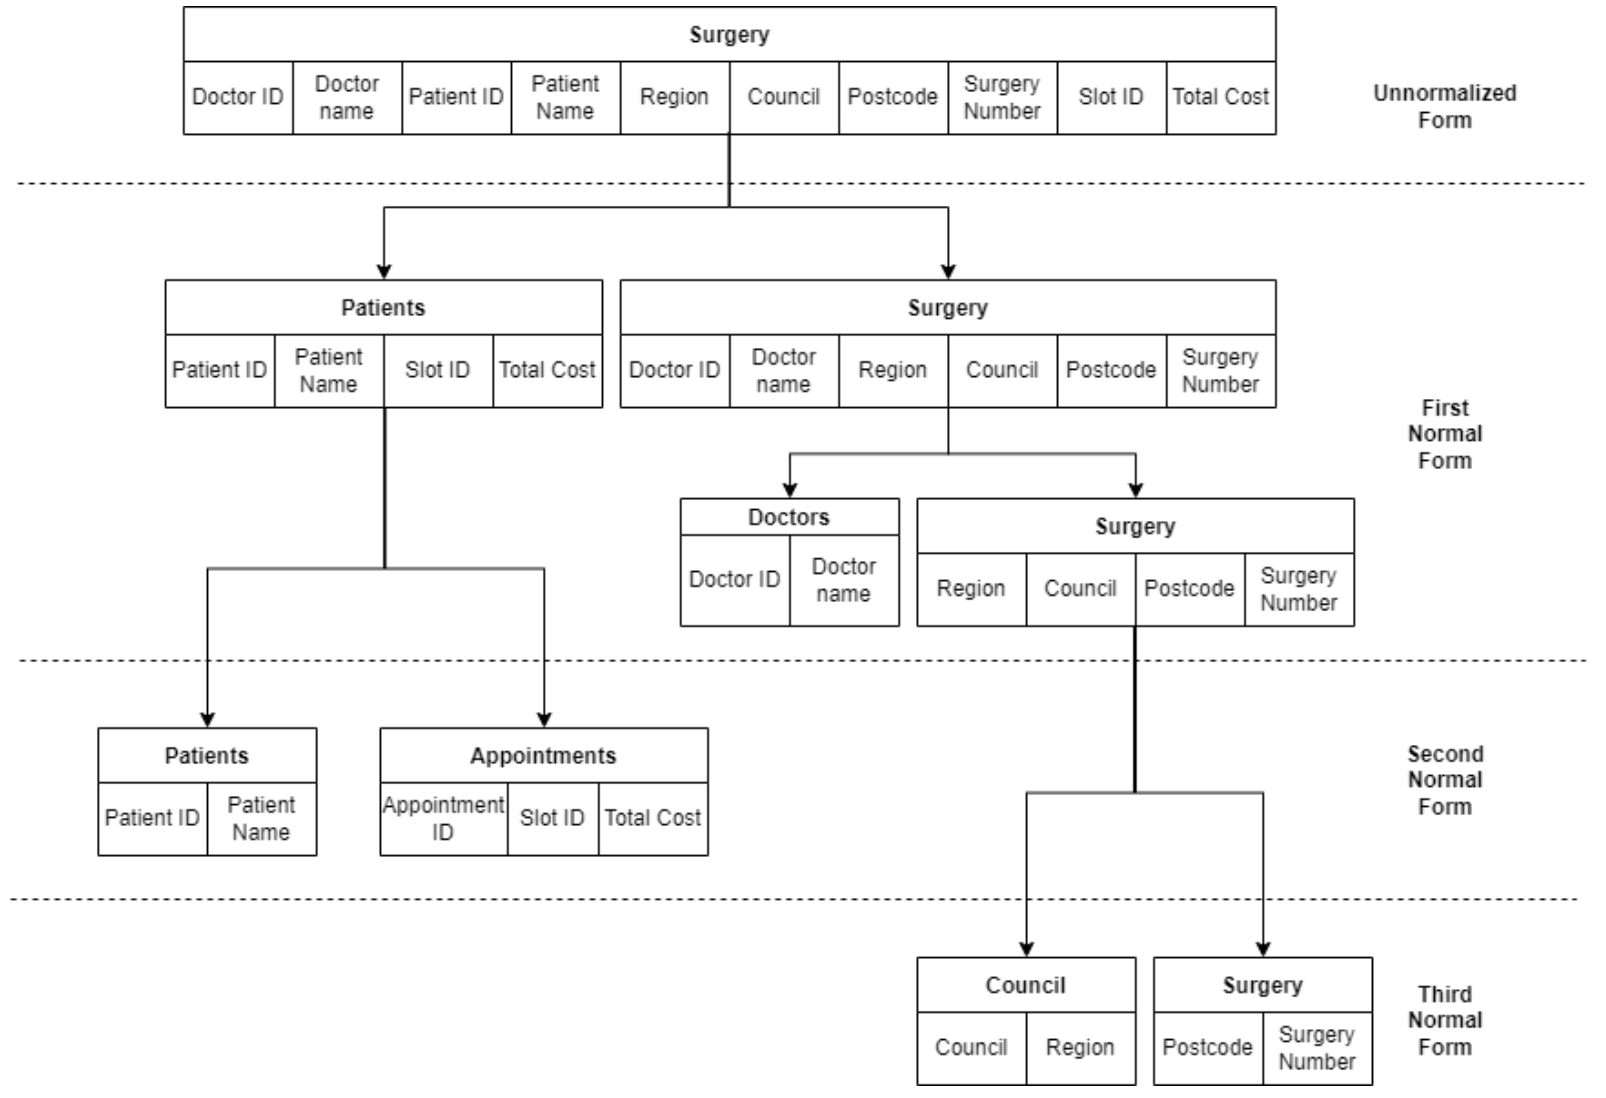 Surgery
Doctor ID
Doctor
name
Patient ID
Patient
Name
Region
Council
Postcode
Surgery
Number
Slot ID
Total Cost
Unnormalized
Form
Patients
Patient ID
Patient
Name
Slot ID
Total Cost
Surgery
Doctor ID
Doctor
name
Region
Council
Postcode
Surgery
Number
First
Normal
Form
Doctors
Doctor ID
Doctor
name
Surgery
Region
Council
Postcode
Surgery
Number
Patients
Patient ID
Patient
Name
Appointments
Appointment
ID
Slot ID
Total Cost
Second
Normal
Form
Council
Council
Region
Surgery
Postcode
Surgery
Number
Third
Normal
Form